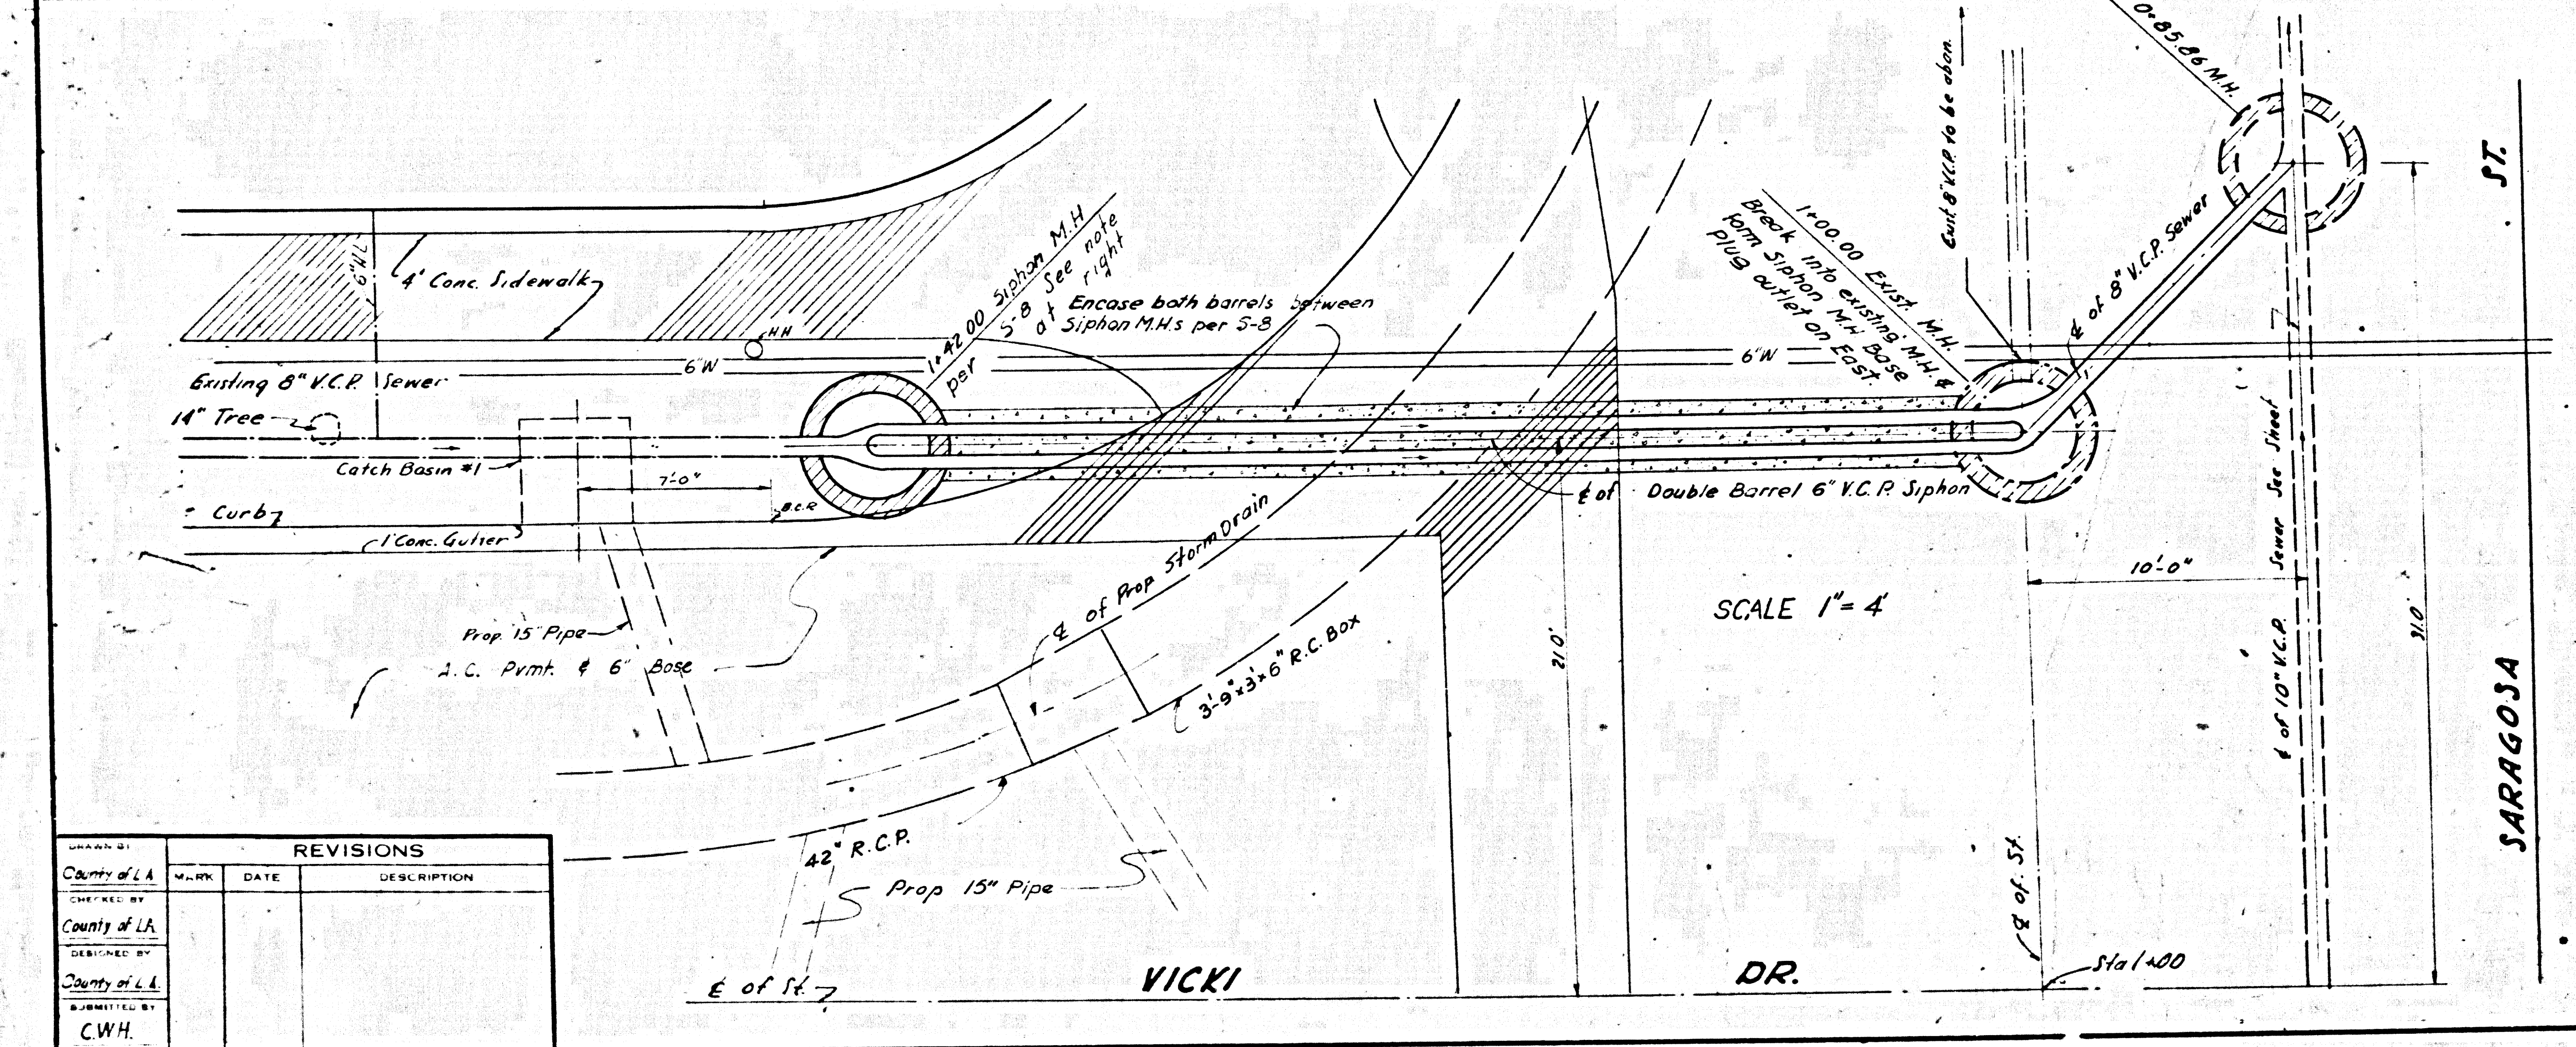 0+85.86 M.H.
Exist. 8" V.C.P. to be aban.
ST.
1+42.00 Siphon M.H
per S-8 See note
at right
Encase both barrels between
Siphon M.H.s per S-8
1+00.00 Exist. M.H.
Break into existing M.H. &
form Siphon M.H Base
Plug outlet on East.
℄ of 8" V.C.P. Sewer
4' Conc. Sidewalk
H.H
6"W
6"W
Existing 8" V.C.P. Sewer
14" Tree
Catch Basin #1
7'-0"
B.C.R
Curb
1' Conc. Gutter
℄ of Double Barrel 6" V.C.P. Siphon
Sewer See Sheet 7
℄ of 10" V.C.P.
10'-0"
SCALE 1"= 4'
℄ of Prop Storm Drain
3'-9"x3'x6" R.C. Box
Prop. 15" Pipe
A.C. Pvmt. & 6" Base
21.0'
31.0'
SARAGOSA
42" R.C.P.
Prop 15" Pipe
℄ of St.
Sta 1+00
℄ of St.
VICKI
DR.
DRAWN BY
County of L A
CHECKED BY
County of L.A.
DESIGNED BY
County of L.A.
SUBMITTED BY
C.W.H.
REVISIONS
MARK DATE DESCRIPTION